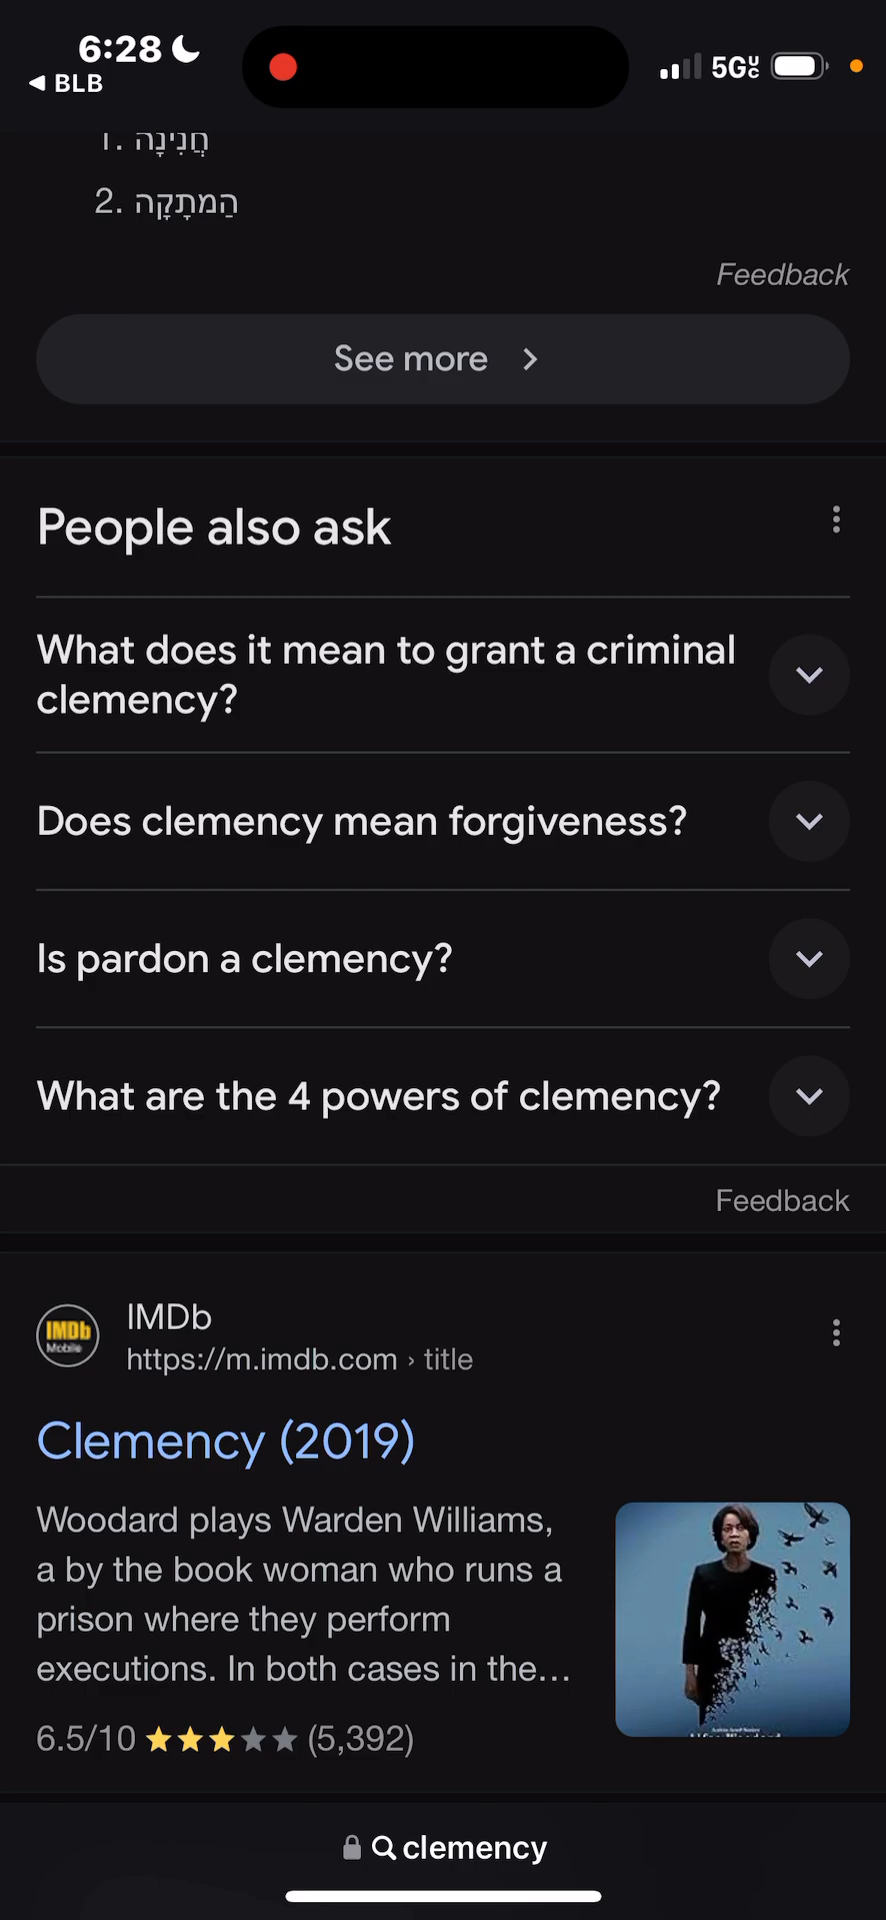 6:28
5G
◀ BLB
1. חֲנִינָה
2. הַמתָקָה
Feedback
See more
People also ask
What does it mean to grant a criminal
clemency?
Does clemency mean forgiveness?
Is pardon a clemency?
What are the 4 powers of clemency?
Feedback
IMDb
IMDb
Mobile
https://m.imdb.com › title
Clemency (2019)
Woodard plays Warden Williams,
a by the book woman who runs a
prison where they perform
executions. In both cases in the...
6.5/10 ★★★★★ (5,392)
clemency